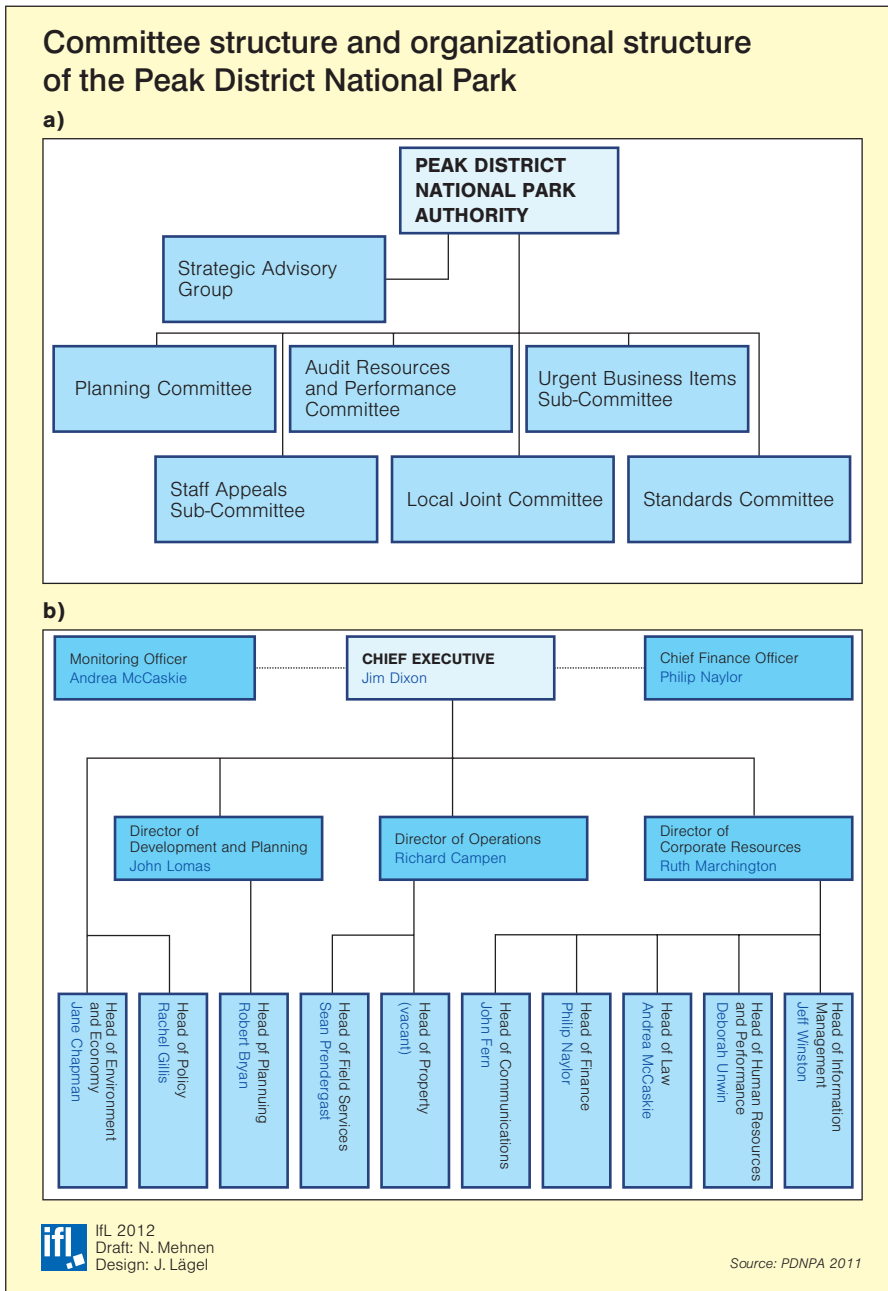 Committee structure and organizational structure
of the Peak District National Park
a)
PEAK DISTRICT
NATIONAL PARK
AUTHORITY
Strategic Advisory
Group
Planning Committee
Audit Resources
and Performance
Committee
Urgent Business Items
Sub-Committee
Staff Appeals
Sub-Committee
Local Joint Committee
Standards Committee
b)
Monitoring Officer
Andrea McCaskie
CHIEF EXECUTIVE
Jim Dixon
Chief Finance Officer
Philip Naylor
Director of
Development and Planning
John Lomas
Director of Operations
Richard Campen
Director of
Corporate Resources
Ruth Marchington
Head of Environment
and Economy
Jane Chapman
Head of Policy
Rachel Gillis
Head pf Plannuing
Robert Bryan
Head of Field Services
Sean Prendergast
Head of Property
(vacant)
Head of Communications
John Fern
Head of Finance
Philip Naylor
Head of Law
Andrea McCaskie
Head of Human Resources
and Performance
Deborah Unwin
Head of Information
Management
Jeff Winston
ifl
IfL 2012
Draft: N. Mehnen
Design: J. Lägel
Source: PDNPA 2011